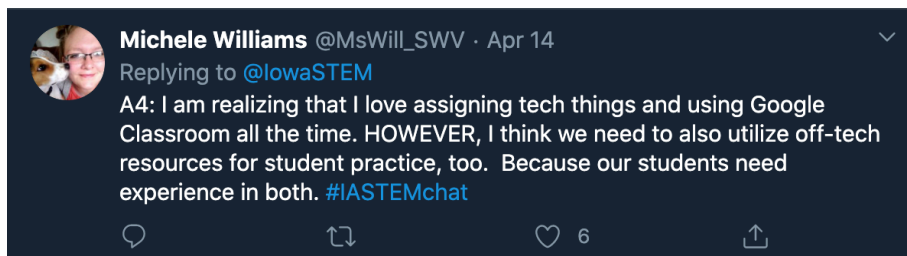 Michele Williams @MsWill_SWV · Apr 14
Replying to @IowaSTEM
A4: I am realizing that I love assigning tech things and using Google
Classroom all the time. HOWEVER, I think we need to also utilize off-tech
resources for student practice, too.  Because our students need
experience in both. #IASTEMchat
6